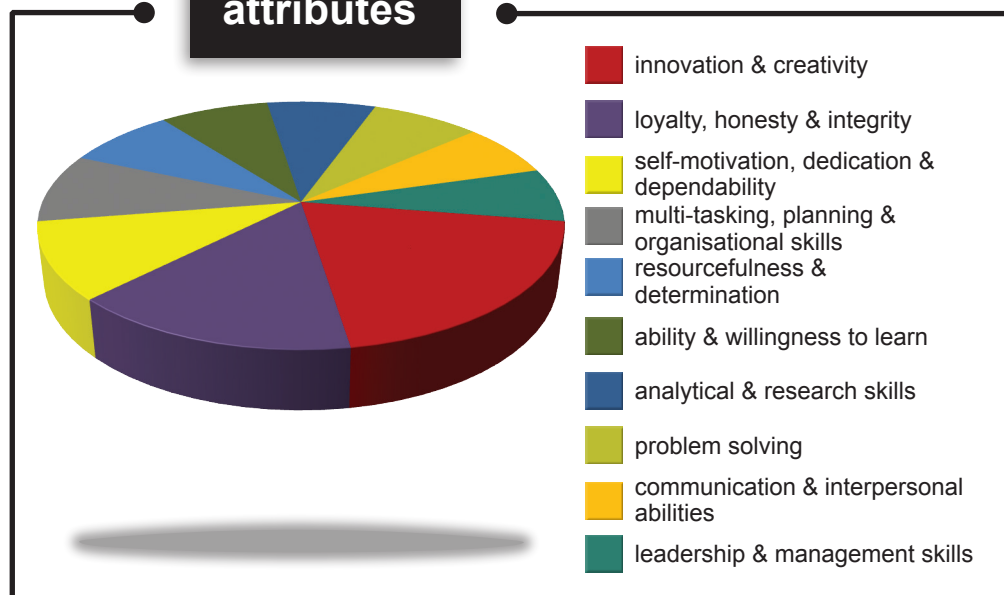 attributes
innovation & creativity
loyalty, honesty & integrity
self-motivation, dedication &
dependability
multi-tasking, planning &
organisational skills
resourcefulness &
determination
ability & willingness to learn
analytical & research skills
problem solving
communication & interpersonal
abilities
leadership & management skills